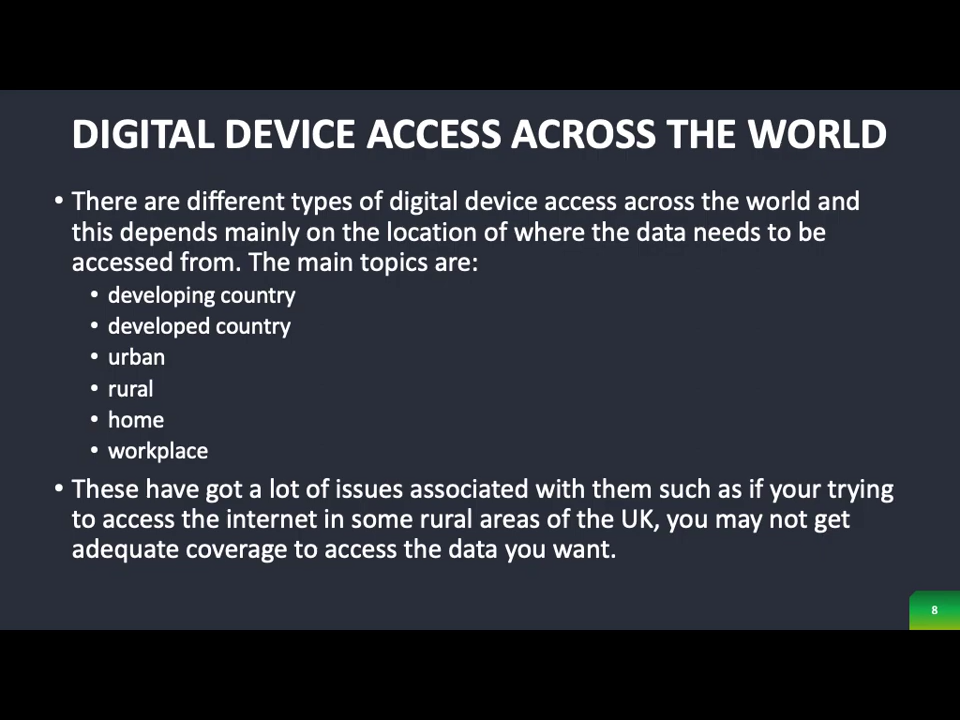 DIGITAL DEVICE ACCESS ACROSS THE WORLD
• There are different types of digital device access across the world and
this depends mainly on the location of where the data needs to be
accessed from. The main topics are:
• developing country
• developed country
• urban
• rural
• home
• workplace
• These have got a lot of issues associated with them such as if your trying
to access the internet in some rural areas of the UK, you may not get
adequate coverage to access the data you want.
8